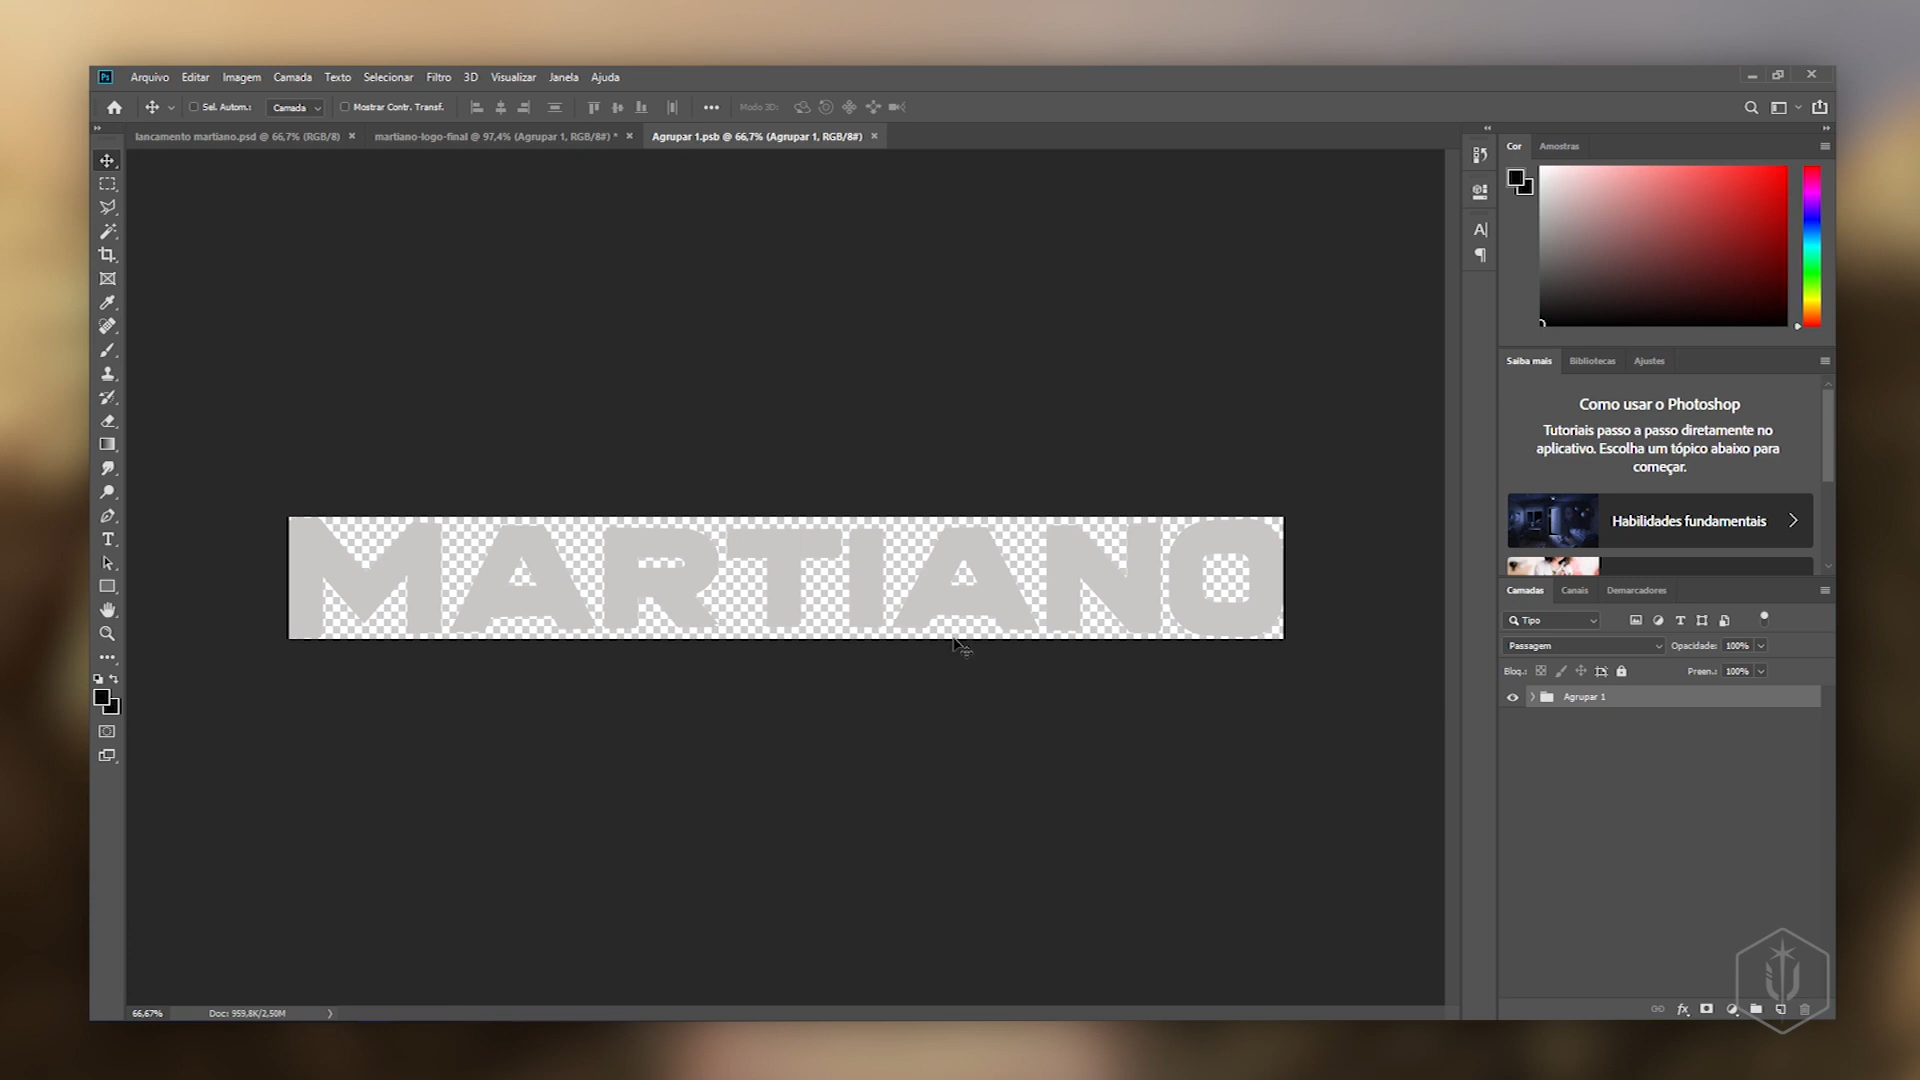 Ps Arquivo Editar Imagem Camada Texto Selecionar Filtro 3D Visualizar Janela Ajuda
Sel. Autom.: Camada Mostrar Contr. Transf. ••• Modo 3D:
lancamento martiano.psd @ 66,7% (RGB/8) × martiano-logo-final @ 97,4% (Agrupar 1, RGB/8#) * × Agrupar 1.psb @ 66,7% (Agrupar 1, RGB/8#) ×
Cor Amostras
Saiba mais Bibliotecas Ajustes
Como usar o Photoshop
Tutoriais passo a passo diretamente no
aplicativo. Escolha um tópico abaixo para
começar.
Habilidades fundamentais
MARTIANO
Camadas Canais Demarcadores
Tipo
Passagem Opacidade: 100%
Bloq.: Preen.: 100%
Agrupar 1
66,67% Doc: 959,8K/2,50M